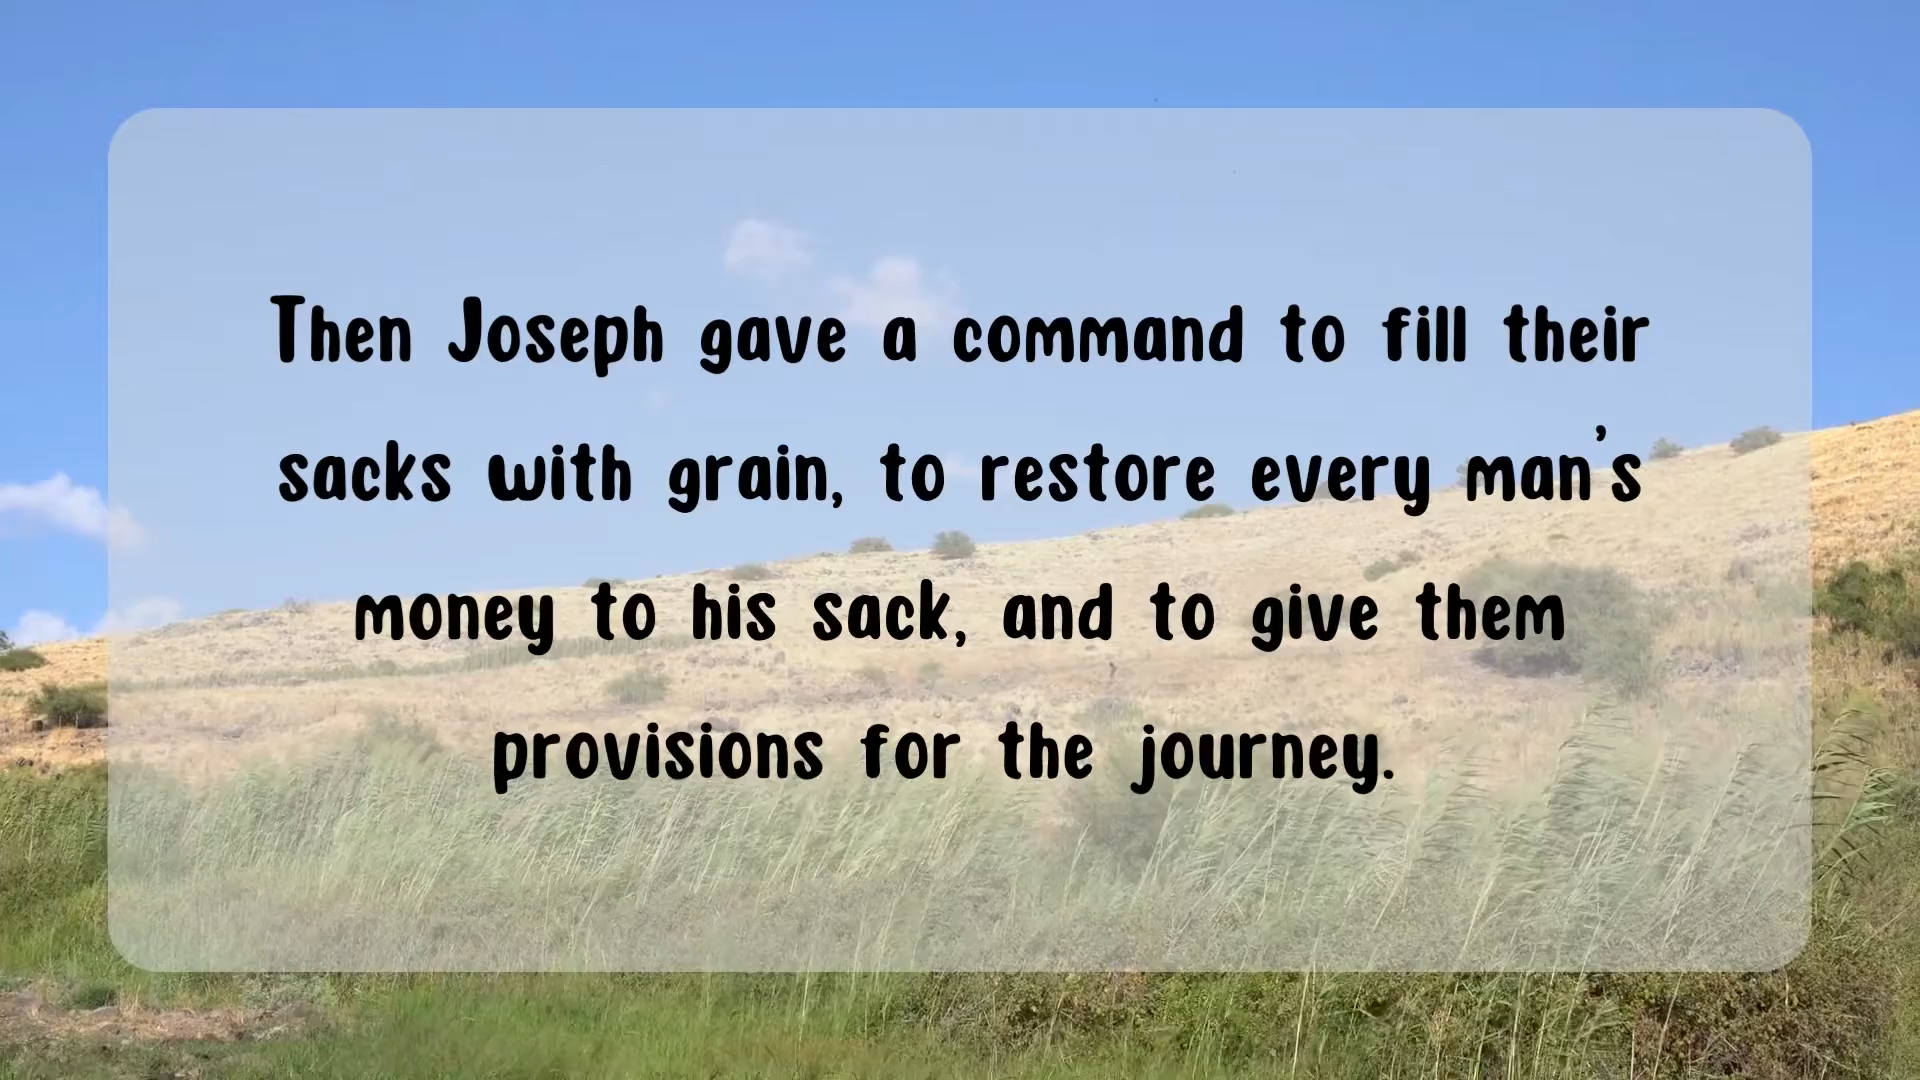 Then Joseph gave a command to fill their
sacks with grain, to restore every man's
money to his sack, and to give them
provisions for the journey.